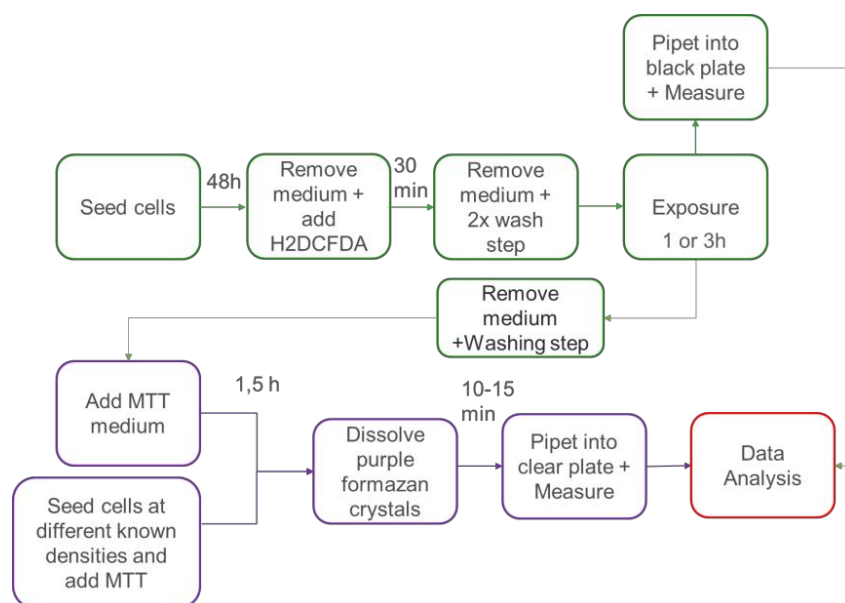 Pipet into
black plate
+ Measure
Seed cells
48h
Remove
medium +
add
H2DCFDA
30
min
Remove
medium +
2x wash
step
Exposure
1 or 3h
Remove
medium
+Washing step
Add MTT
medium
1,5 h
Seed cells at
different known
densities and
add MTT
Dissolve
purple
formazan
crystals
10-15
min
Pipet into
clear plate +
Measure
Data
Analysis